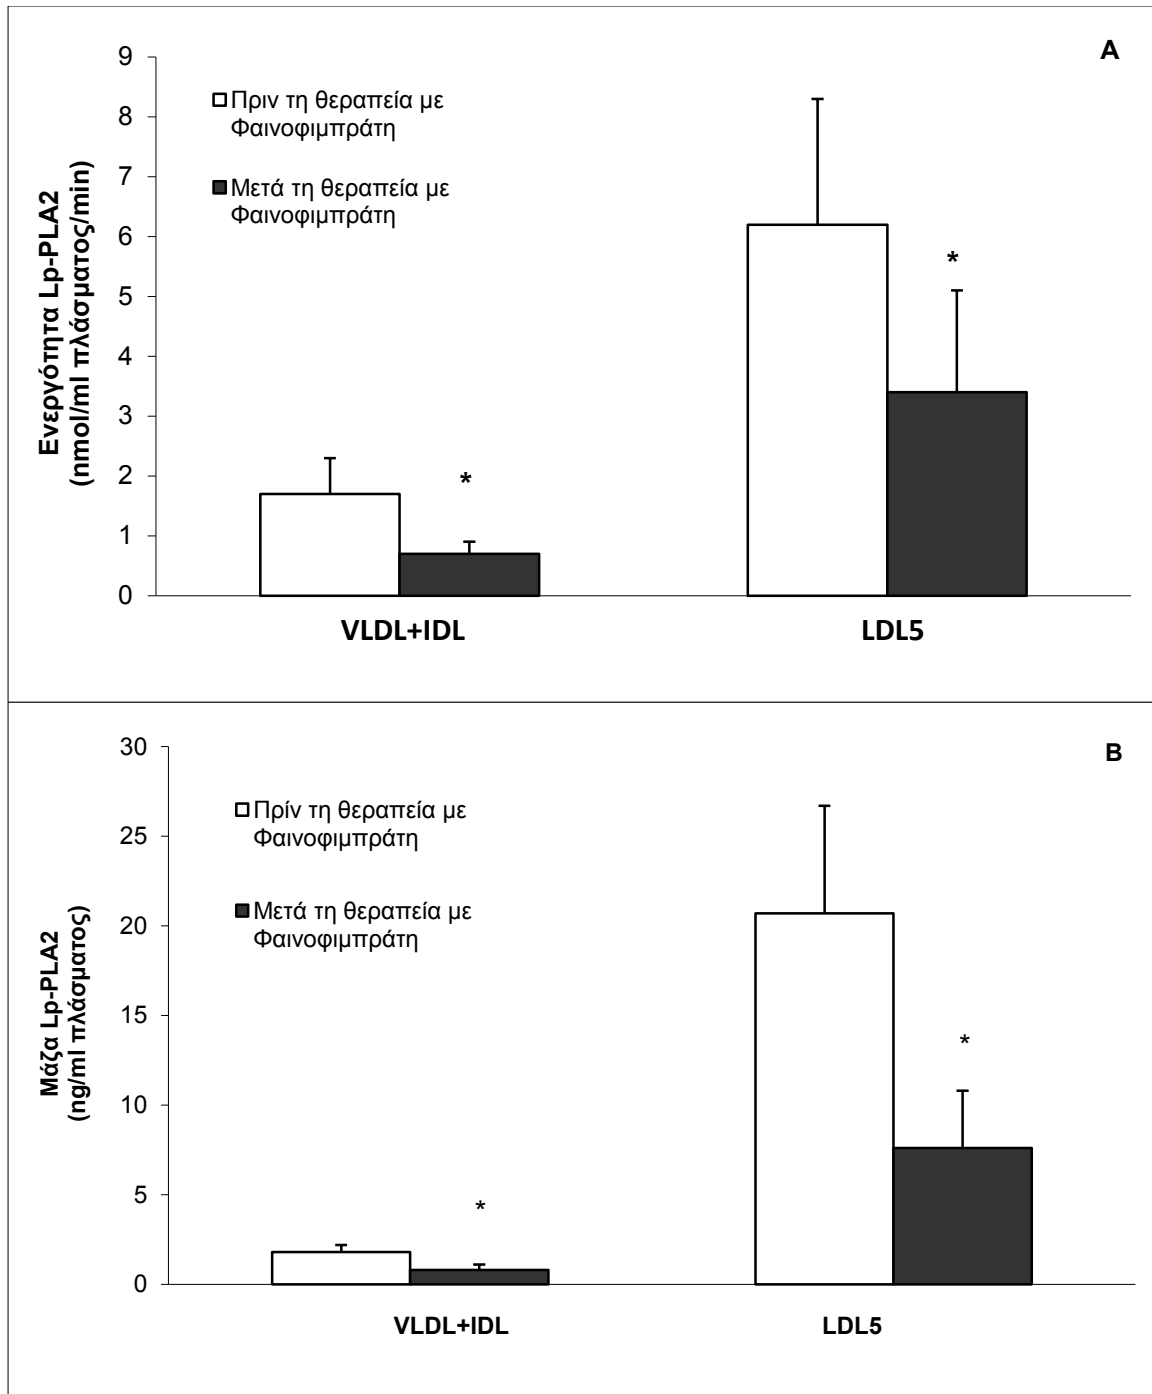 A
Ενεργότητα Lp-PLA2
(nmol/ml πλάσματος/min)
9
8
7
6
5
4
3
2
1
0
Πριν τη θεραπεία με
Φαινοφιμπράτη
Μετά τη θεραπεία με
Φαινοφιμπράτη
*
*
VLDL+IDL
LDL5
B
Μάζα Lp-PLA2
(ng/ml πλάσματος)
30
25
20
15
10
5
0
Πρίν τη θεραπεία με
Φαινοφιμπράτη
Μετά τη θεραπεία με
Φαινοφιμπράτη
*
*
VLDL+IDL
LDL5